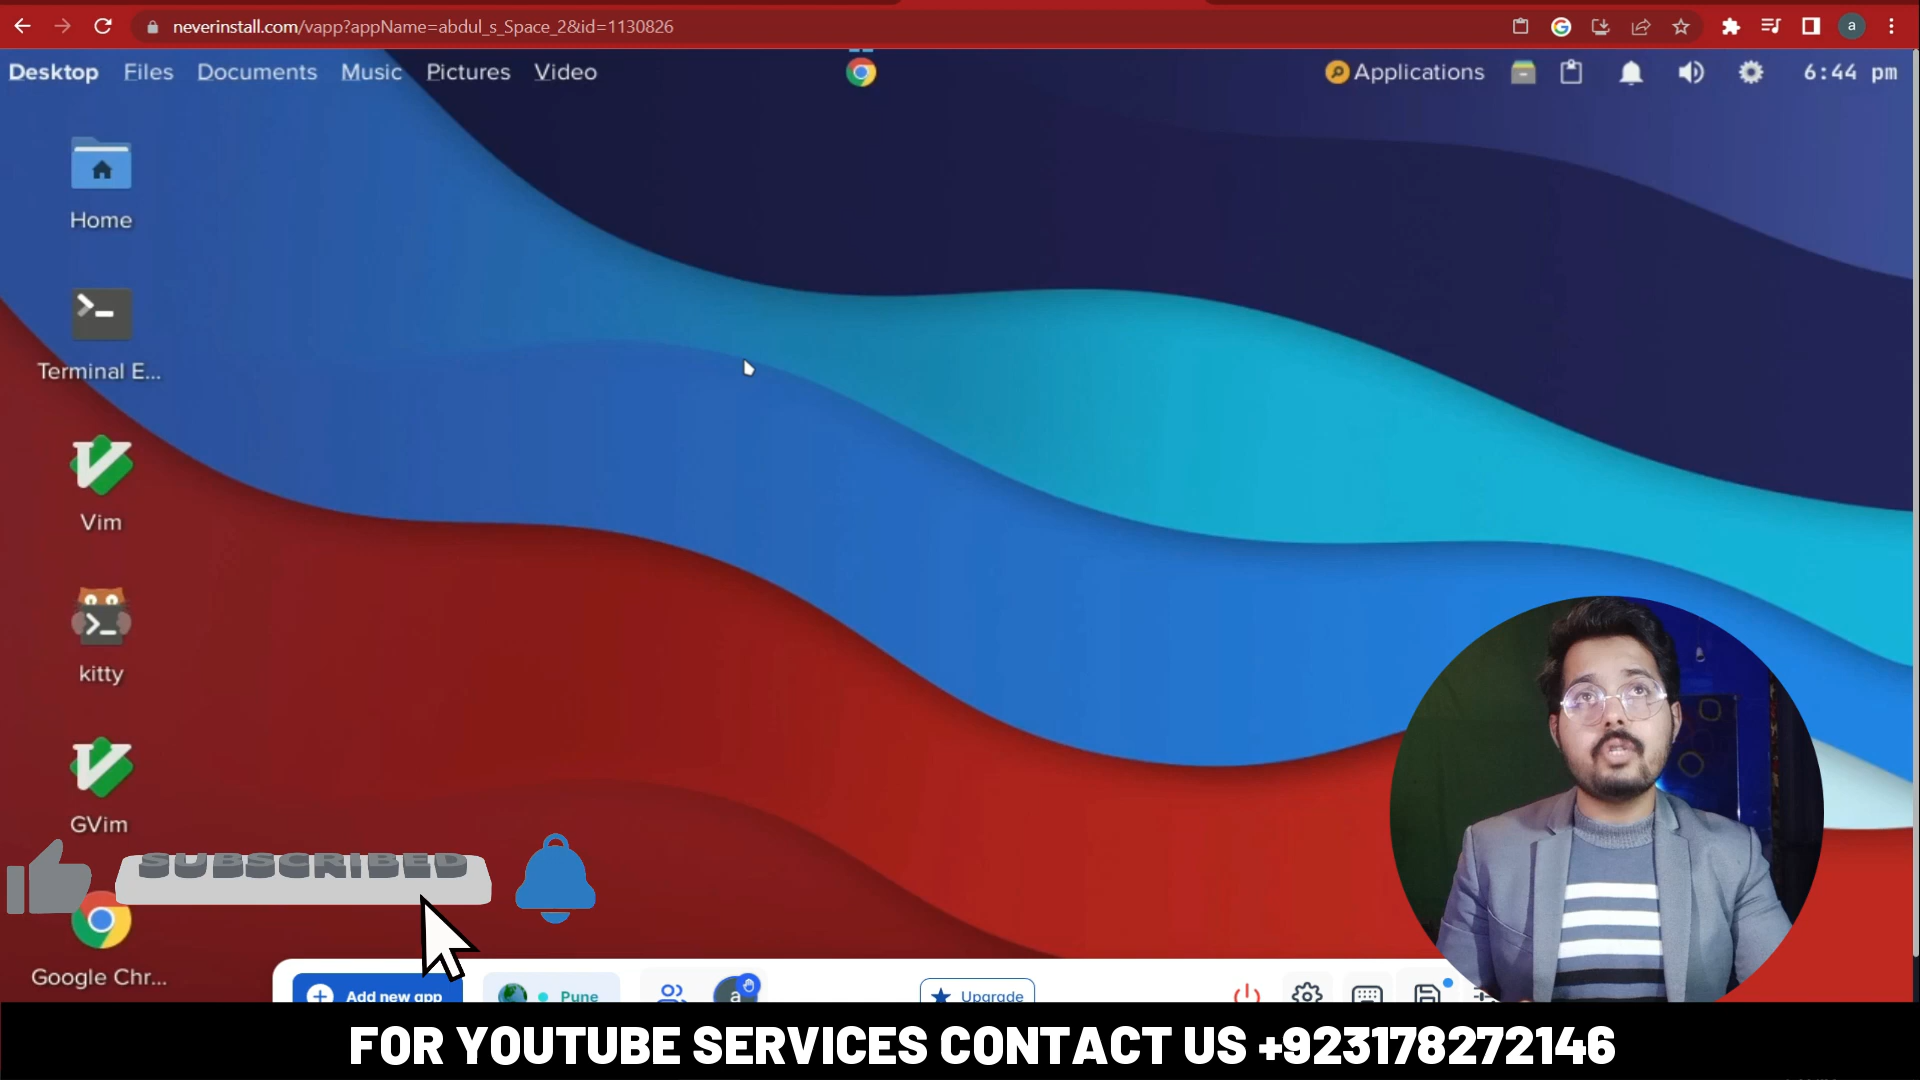 neverinstall.com/vapp?appName=abdul_s_Space_2&id=1130826
a
Desktop Files Documents Music Pictures Video
Applications
6:44 pm
Home
Terminal E...
Vim
kitty
GVim
SUBSCRIBED
Google Chr...
Add new app
Pune
a
Upgrade
FOR YOUTUBE SERVICES CONTACT US +923178272146